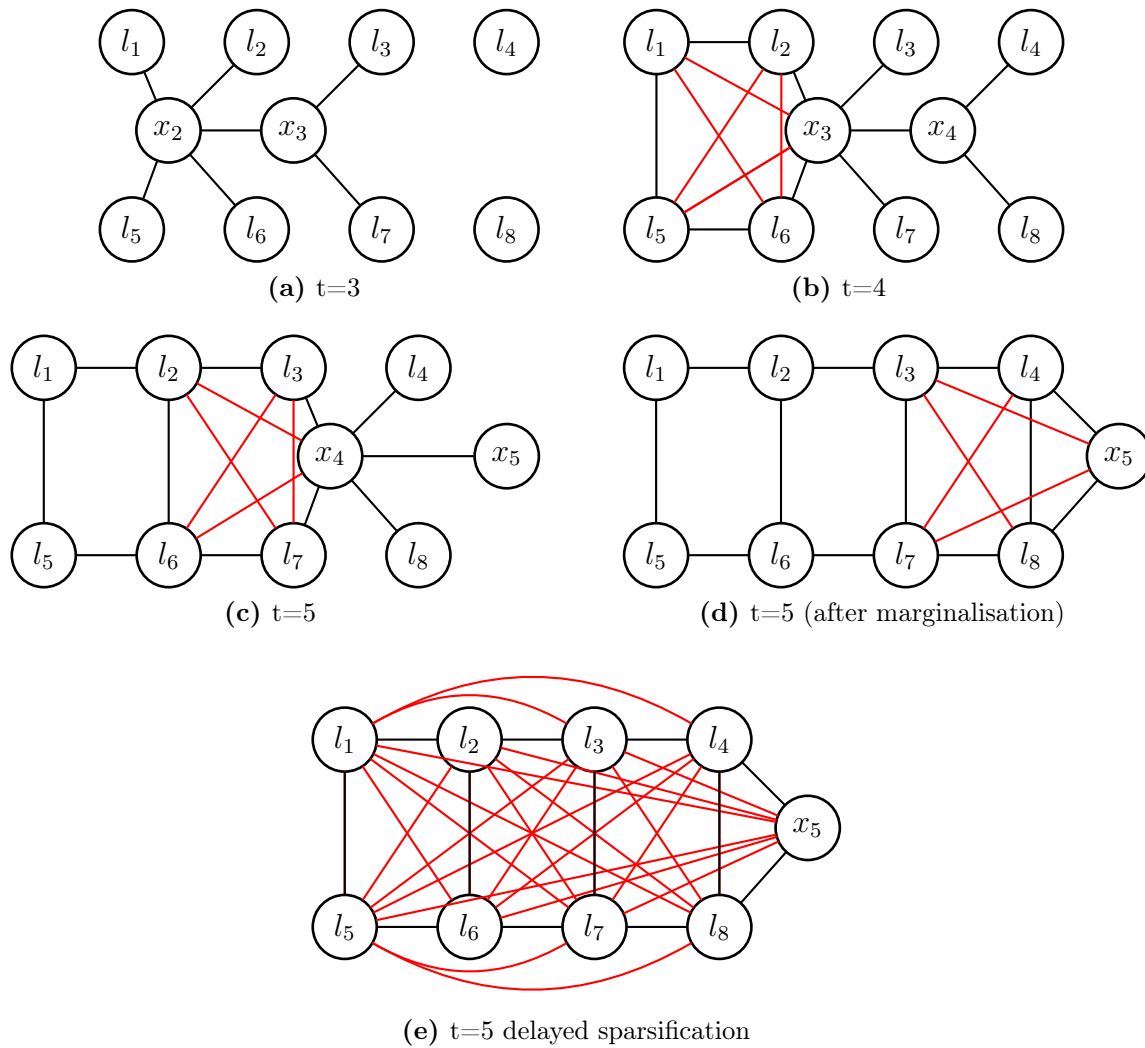 l1 l2 l3 l4
x2 x3
l5 l6 l7 l8
(a) t=3
l1 l2 l3 l4
x3 x4
l5 l6 l7 l8
(b) t=4
l1 l2 l3 l4
x4 x5
l5 l6 l7 l8
(c) t=5
l1 l2 l3 l4
x5
l5 l6 l7 l8
(d) t=5 (after marginalisation)
l1 l2 l3 l4
x5
l5 l6 l7 l8
(e) t=5 delayed sparsification